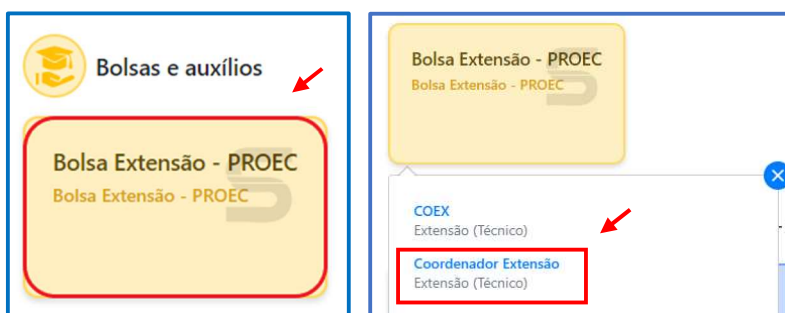 Bolsas e auxílios
Bolsa Extensão - PROEC
Bolsa Extensão - PROEC
Bolsa Extensão - PROEC
Bolsa Extensão - PROEC
COEX
Extensão (Técnico)
Coordenador Extensão
Extensão (Técnico)